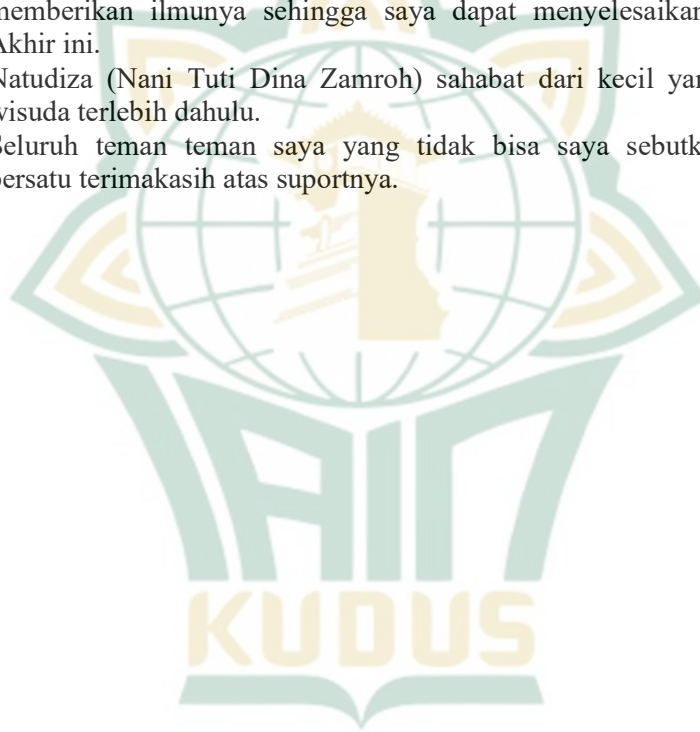 memberikan ilmunya sehingga saya dapat menyelesaikan
Akhir ini.
Natudiza (Nani Tuti Dina Zamroh) sahabat dari kecil yan
wisuda terlebih dahulu.
Seluruh teman teman saya yang tidak bisa saya sebutk
bersatu terimakasih atas suportnya.
IAIN
KUDUS